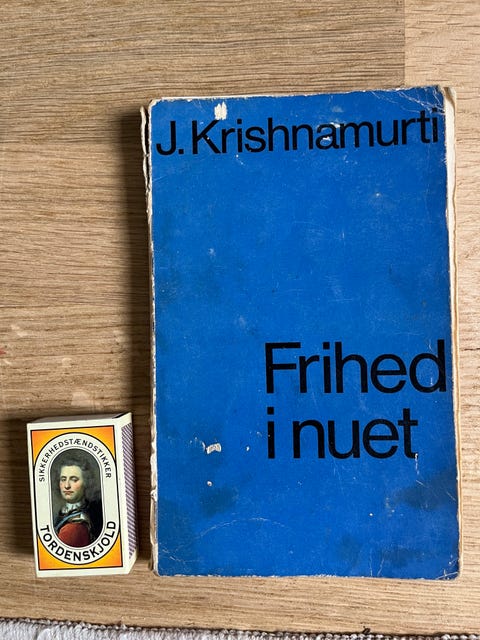 J. Krishnamurti
Frihed
i nuet
SIKKERHEDSTÆNDSTIKKER
TORDENSKJOLD